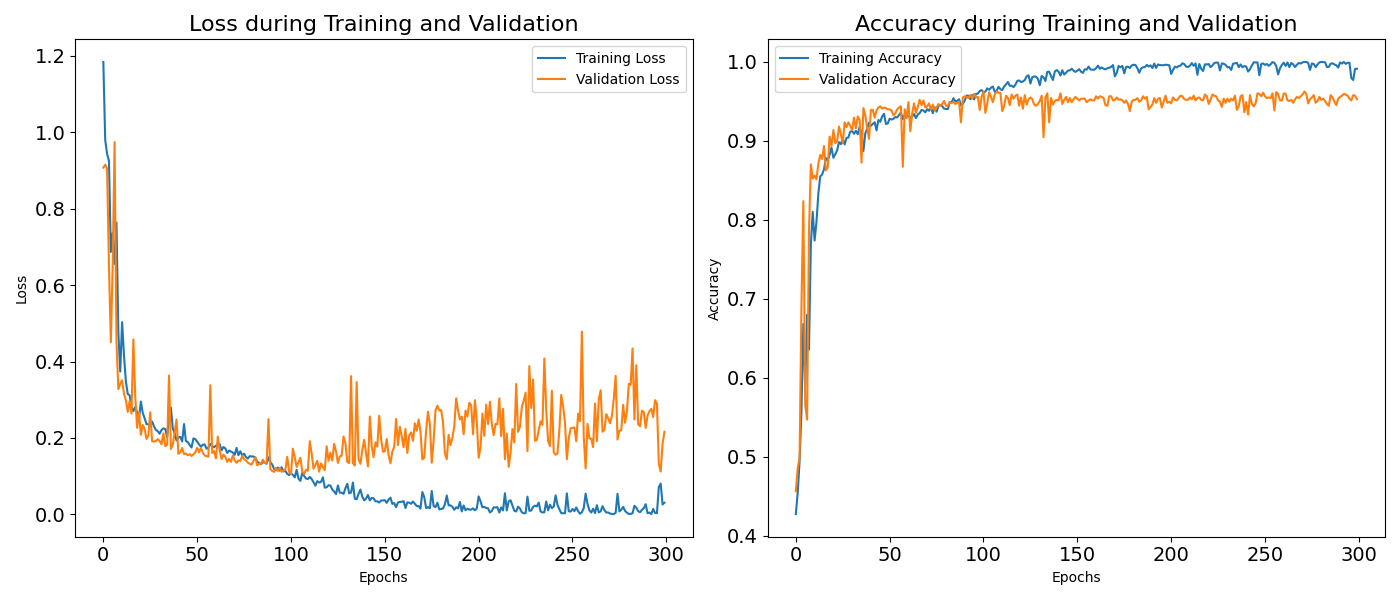 Loss during Training and Validation
Training Loss
Validation Loss
1.2
1.0
0.8
0.6
0.4
0.2
0.0
Loss
0 50 100 150 200 250 300
Epochs
Accuracy during Training and Validation
Training Accuracy
Validation Accuracy
1.0
0.9
0.8
0.7
0.6
0.5
0.4
Accuracy
0 50 100 150 200 250 300
Epochs